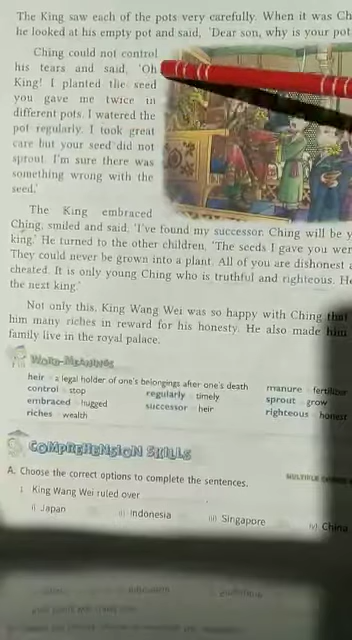 The King saw each of the pots very carefully. When it was Ch
he looked at his empty pot and said, 'Dear son, why is your pot
Ching could not control
his tears and said, 'Oh
King! I planted the seed
you gave me twice in
different pots. I watered the
pot regularly. I took great
care but your seed did not
sprout. I'm sure there was
something wrong with the
seed.'
The King embraced
Ching, smiled and said, 'I've found my successor. Ching will be y
king.' He turned to the other children, 'The seeds I gave you wer
They could never be grown into a plant. All of you are dishonest a
cheated. It is only young Ching who is truthful and righteous. He
the next king.'
Not only this, King Wang Wei was so happy with Ching that
him many riches in reward for his honesty. He also made him
family live in the royal palace.
WORD-MEANINGS
heir - a legal holder of one's belongings after one's death
manure - fertilizer
control - stop
regularly - timely
sprout - grow
embraced - hugged
successor - heir
righteous - honest
riches - wealth
COMPREHENSION SKILLS
A. Choose the correct options to complete the sentences.
MULTIPLE
i. King Wang Wei ruled over
i) Japan
ii) Indonesia
iii) Singapore
iv) China